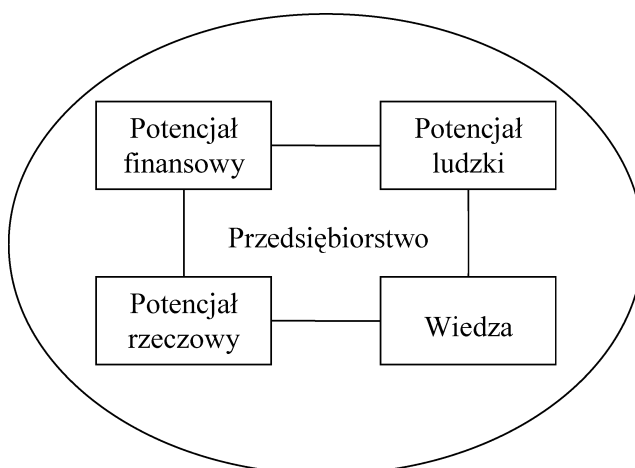 Potencjał
finansowy
Potencjał
ludzki
Przedsiębiorstwo
Potencjał
rzeczowy
Wiedza